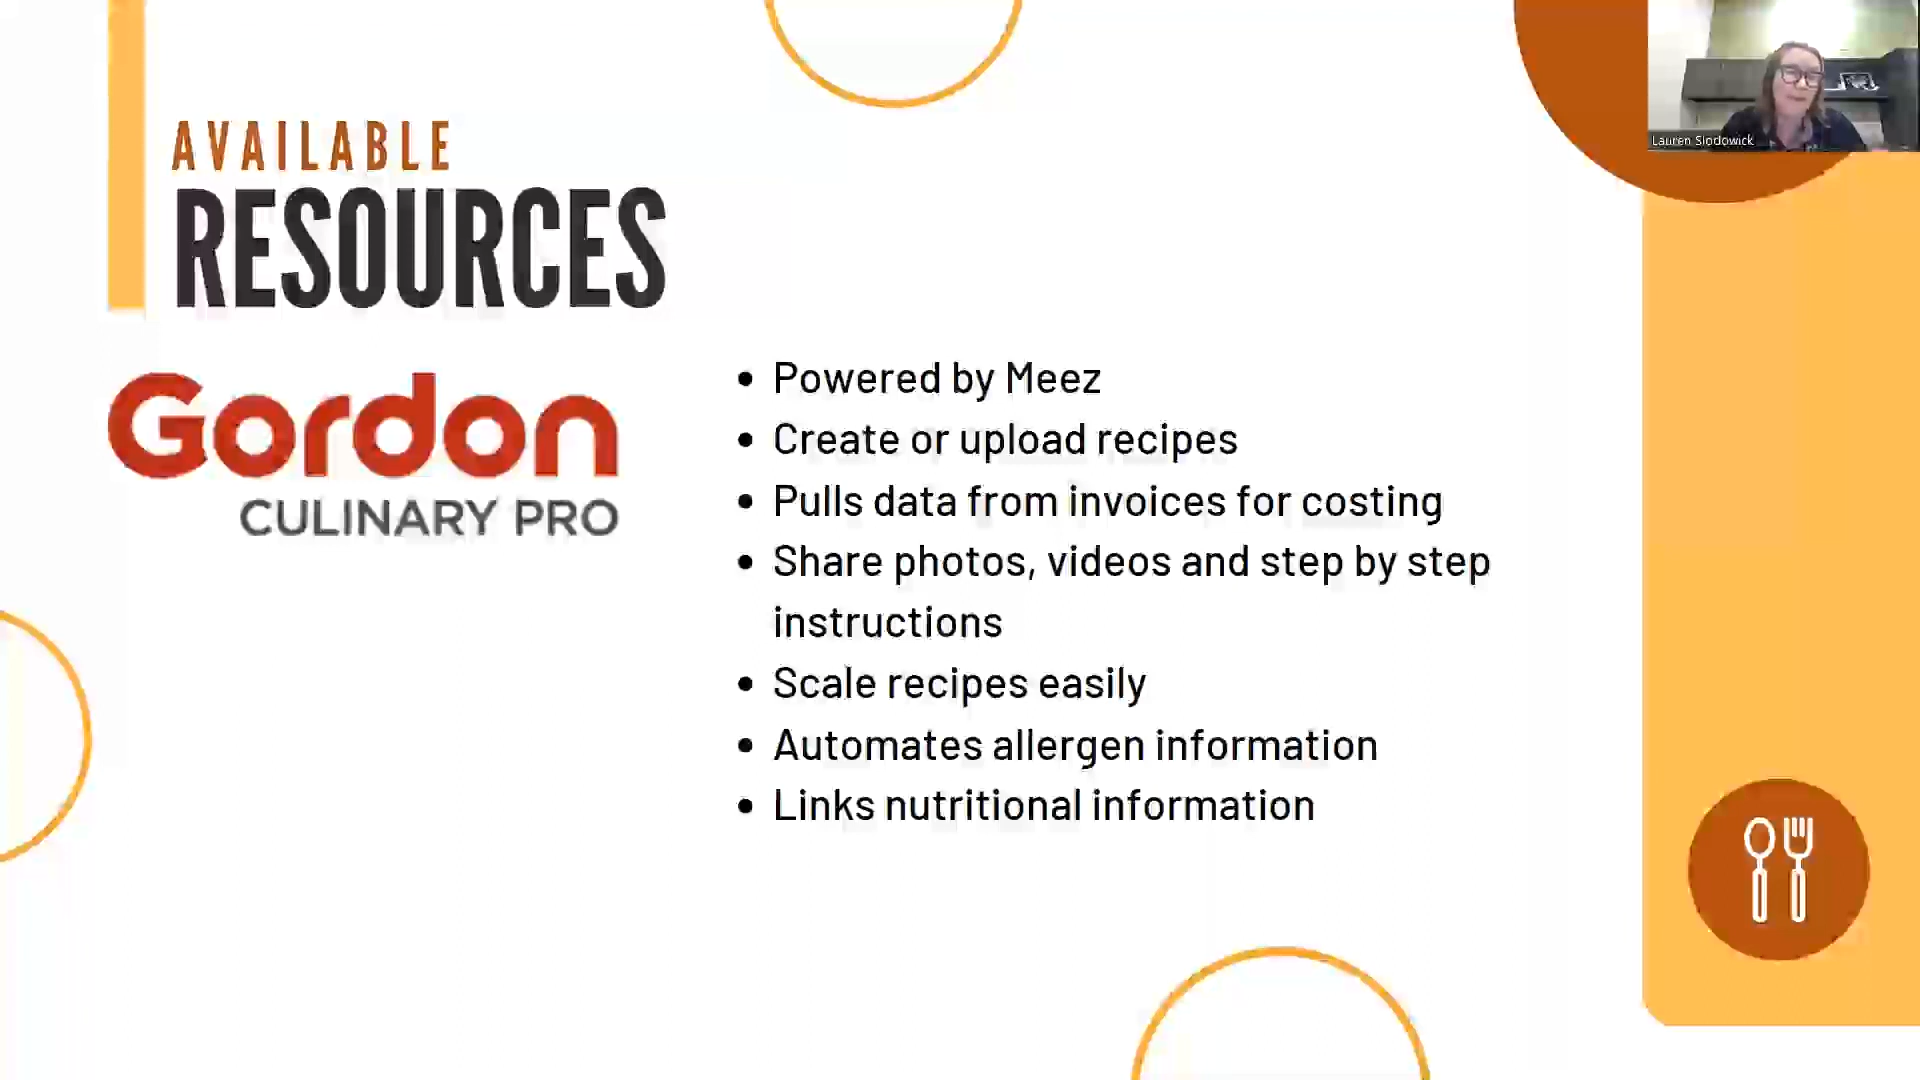 AVAILABLE
RESOURCES
Gordon
CULINARY PRO
• Powered by Meez
• Create or upload recipes
• Pulls data from invoices for costing
• Share photos, videos and step by step
instructions
• Scale recipes easily
• Automates allergen information
• Links nutritional information
Lauren Slodowick